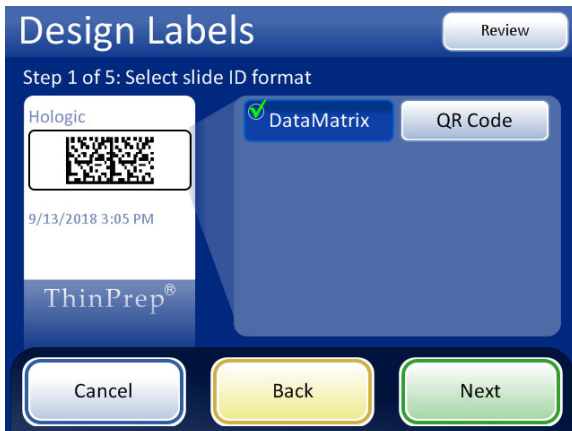 Design Labels
Review
Step 1 of 5: Select slide ID format
Hologic
DataMatrix
QR Code
9/13/2018 3:05 PM
ThinPrep®
Cancel
Back
Next